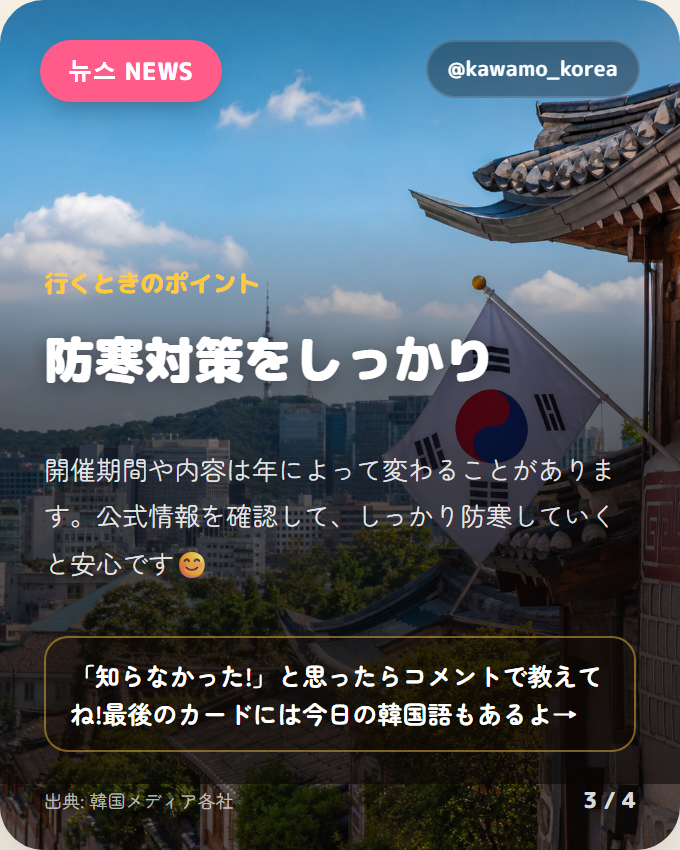 뉴스 NEWS
@kawamo_korea
行くときのポイント
防寒対策をしっかり
開催期間や内容は年によって変わることがありま
す。公式情報を確認して、しっかり防寒していく
と安心です😊
「知らなかった!」と思ったらコメントで教えて
ね!最後のカードには今日の韓国語もあるよ→
出典: 韓国メディア各社
3 / 4